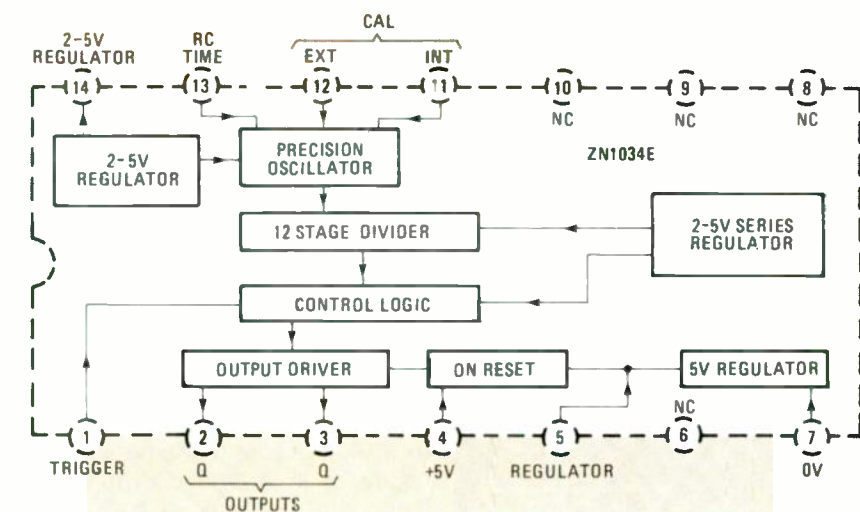 CAL
2-5V
REGULATOR
RC
TIME
EXT
INT
14
13
12
11
10
9
8
NC
NC
NC
2-5V
REGULATOR
PRECISION
OSCILLATOR
ZN1034E
12 STAGE DIVIDER
2-5V SERIES
REGULATOR
CONTROL LOGIC
OUTPUT DRIVER
ON RESET
5V REGULATOR
NC
1
2
3
4
5
6
7
TRIGGER
Q
Q
+5V
REGULATOR
0V
OUTPUTS